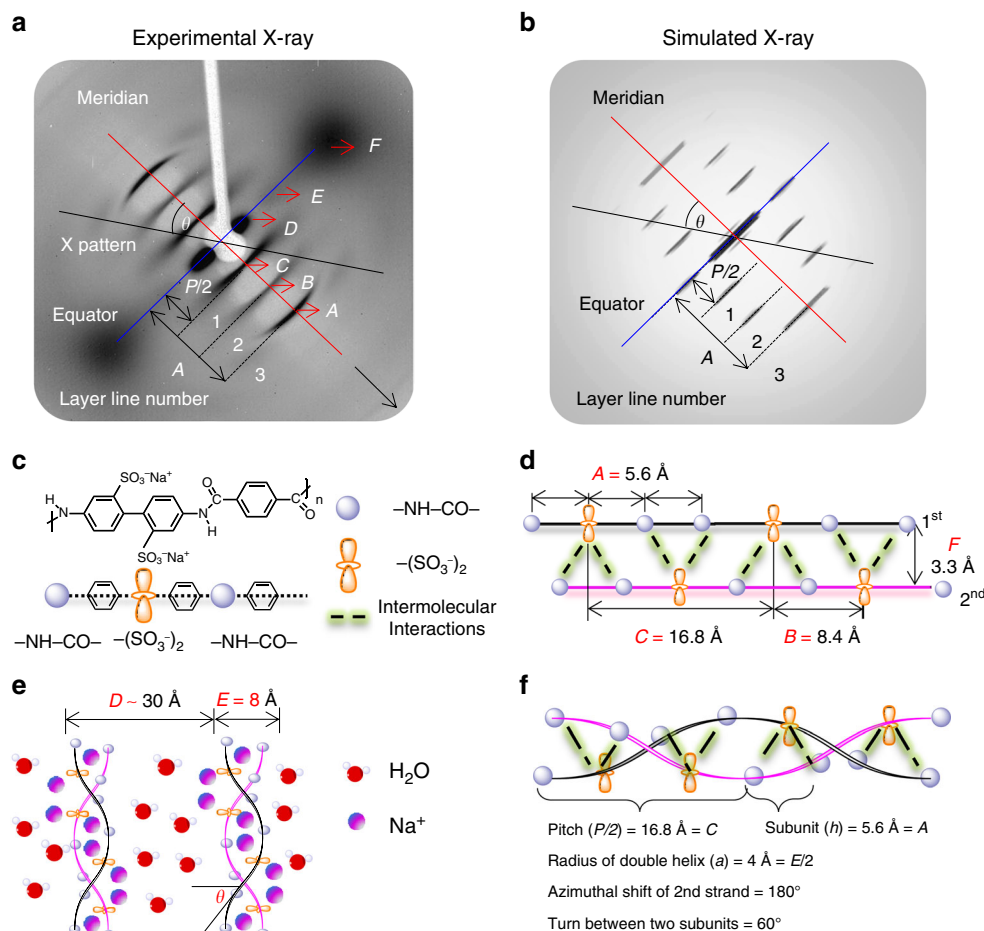 a
Experimental X-ray
Meridian
F
E
θ
D
X pattern
C
P/2
B
A
Equator
1
2
A
3
Layer line number
b
Simulated X-ray
Meridian
θ
P/2
Equator
1
2
A
3
Layer line number
c
SO₃⁻Na⁺
O
C
N
H
N
H
C
O
n
SO₃⁻Na⁺
–NH–CO–
–(SO₃⁻)₂
–NH–CO–
–NH–CO–
–(SO₃⁻)₂
Intermolecular
Interactions
d
A = 5.6 Å
1st
F
3.3 Å
2nd
C = 16.8 Å
B = 8.4 Å
e
D ~ 30 Å
E = 8 Å
H₂O
Na⁺
θ
f
Pitch (P/2) = 16.8 Å = C
Subunit (h) = 5.6 Å = A
Radius of double helix (a) = 4 Å = E/2
Azimuthal shift of 2nd strand = 180°
Turn between two subunits = 60°